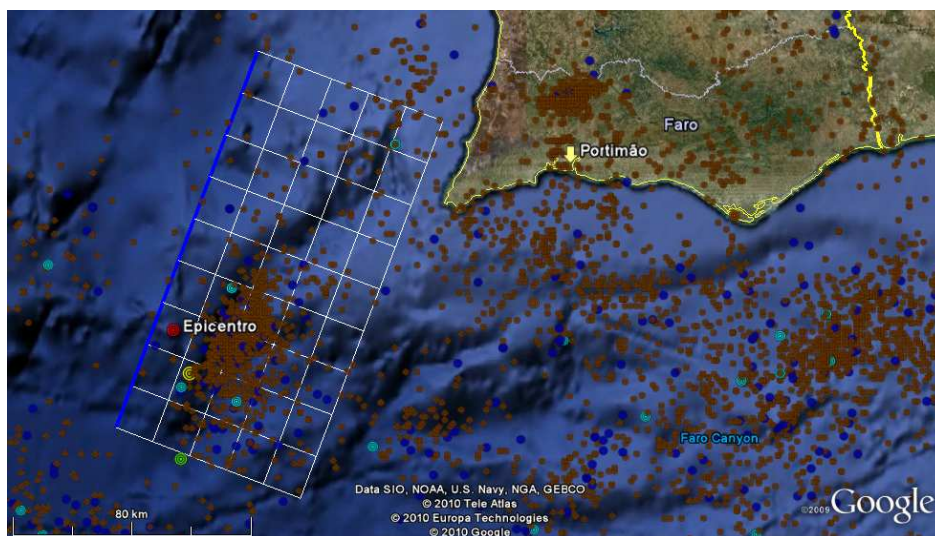 Faro
Portimão
Epicentro
Faro Canyon
Data SIO, NOAA, U.S. Navy, NGA, GEBCO
© 2010 Tele Atlas
© 2010 Europa Technologies
© 2010 Google
©2009 Google
80 km